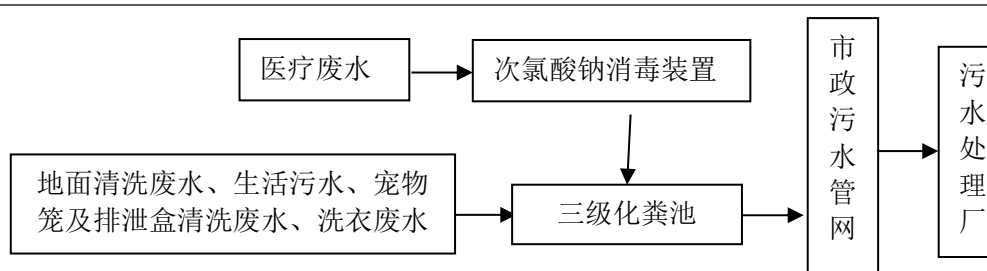 医疗废水
次氯酸钠消毒装置
地面清洗废水、生活污水、宠物
笼及排泄盒清洗废水、洗衣废水
三级化粪池
市政污水管网
污水处理厂